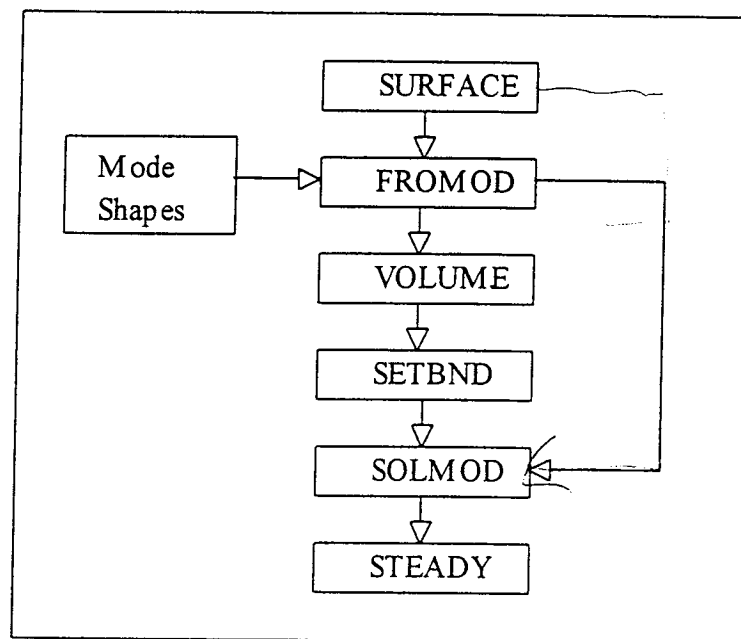 SURFACE
Mode
Shapes
FROMOD
VOLUME
SETBND
SOLMOD
STEADY